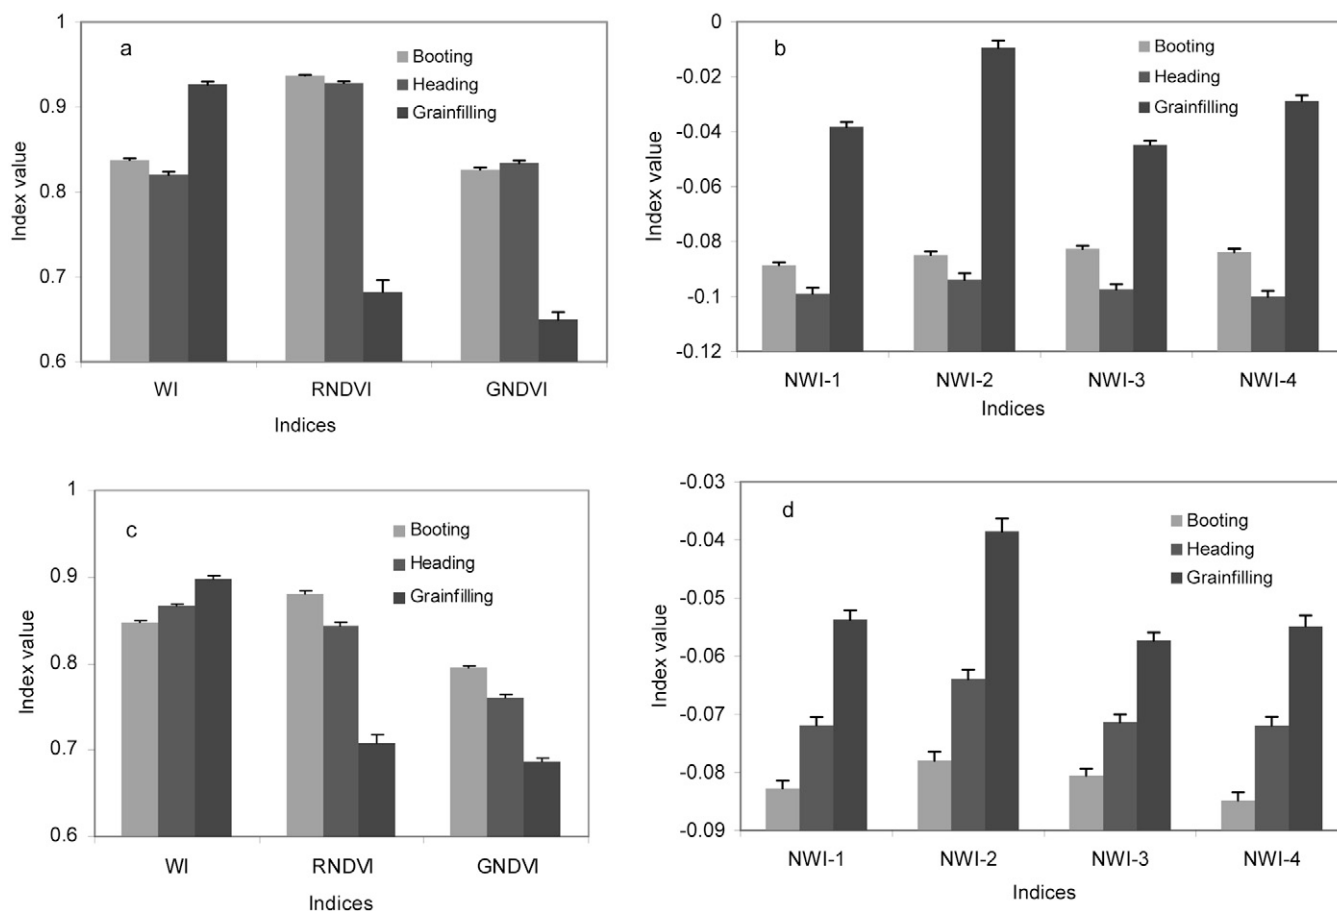 a
1
0.9
0.8
0.7
0.6
Index value
Booting
Heading
Grainfilling
WI RNDVI GNDVI
Indices
b
0
-0.02
-0.04
-0.06
-0.08
-0.1
-0.12
Index value
Booting
Heading
Grainfilling
NWI-1 NWI-2 NWI-3 NWI-4
Indices
c
1
0.9
0.8
0.7
0.6
Index value
Booting
Heading
Grainfilling
WI RNDVI GNDVI
Indices
d
-0.03
-0.04
-0.05
-0.06
-0.07
-0.08
-0.09
Index value
Booting
Heading
Grainfilling
NWI-1 NWI-2 NWI-3 NWI-4
Indices